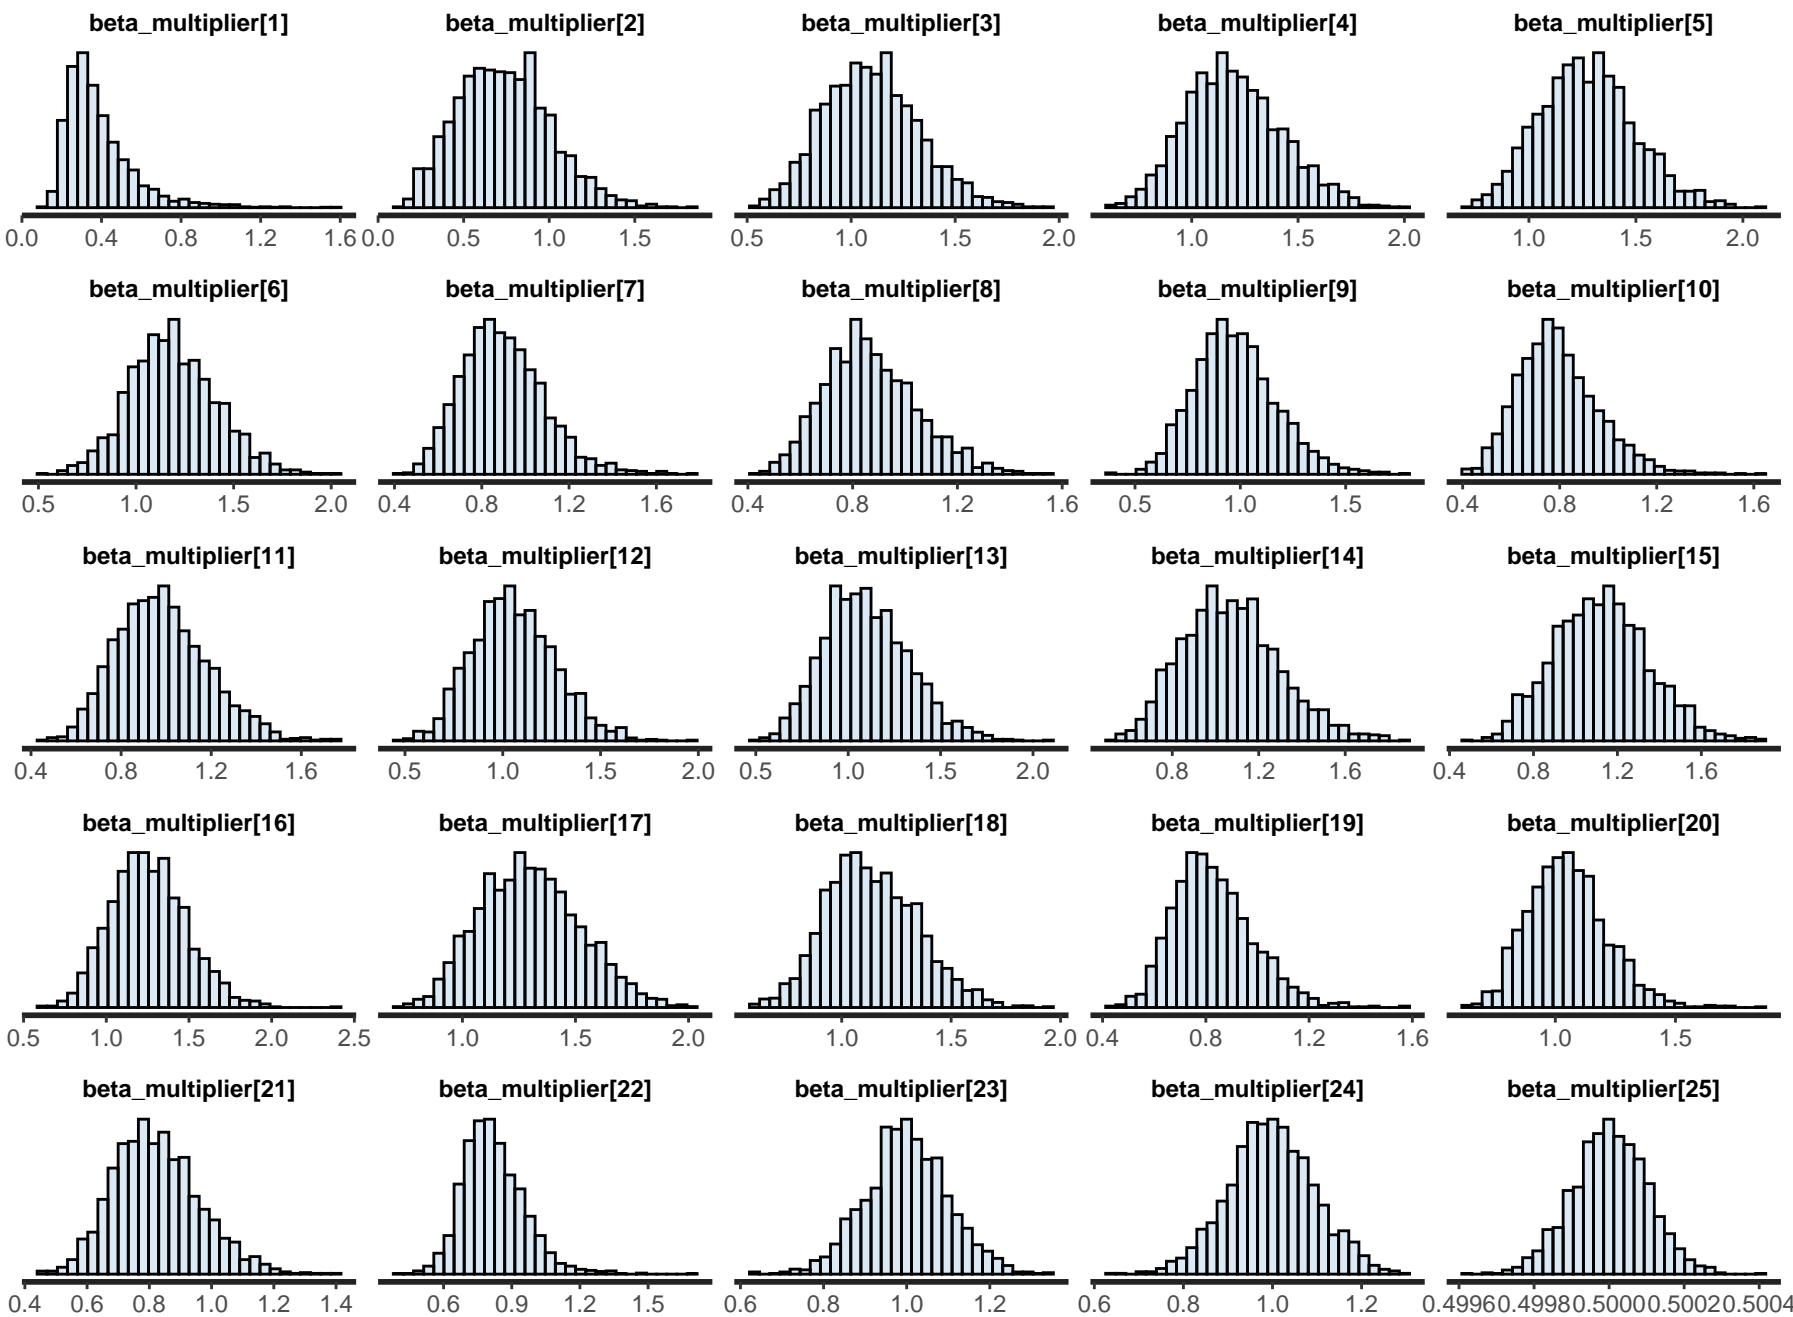 beta_multiplier[1] beta_multiplier[2] beta_multiplier[3] beta_multiplier[4] beta_multiplier[5]
0.0 0.4 0.8 1.2 1.6 0.0 0.5 1.0 1.5 0.5 1.0 1.5 2.0 1.0 1.5 2.0 1.0 1.5 2.0
beta_multiplier[6] beta_multiplier[7] beta_multiplier[8] beta_multiplier[9] beta_multiplier[10]
0.5 1.0 1.5 2.0 0.4 0.8 1.2 1.6 0.4 0.8 1.2 1.6 0.5 1.0 1.5 0.4 0.8 1.2 1.6
beta_multiplier[11] beta_multiplier[12] beta_multiplier[13] beta_multiplier[14] beta_multiplier[15]
0.4 0.8 1.2 1.6 0.5 1.0 1.5 2.0 0.5 1.0 1.5 2.0 0.8 1.2 1.6 0.4 0.8 1.2 1.6
beta_multiplier[16] beta_multiplier[17] beta_multiplier[18] beta_multiplier[19] beta_multiplier[20]
0.5 1.0 1.5 2.0 2.5 1.0 1.5 2.0 1.0 1.5 2.0 0.4 0.8 1.2 1.6 1.0 1.5
beta_multiplier[21] beta_multiplier[22] beta_multiplier[23] beta_multiplier[24] beta_multiplier[25]
0.4 0.6 0.8 1.0 1.2 1.4 0.6 0.9 1.2 1.5 0.6 0.8 1.0 1.2 0.6 0.8 1.0 1.2 0.4996 0.4998 0.5000 0.5002 0.5004